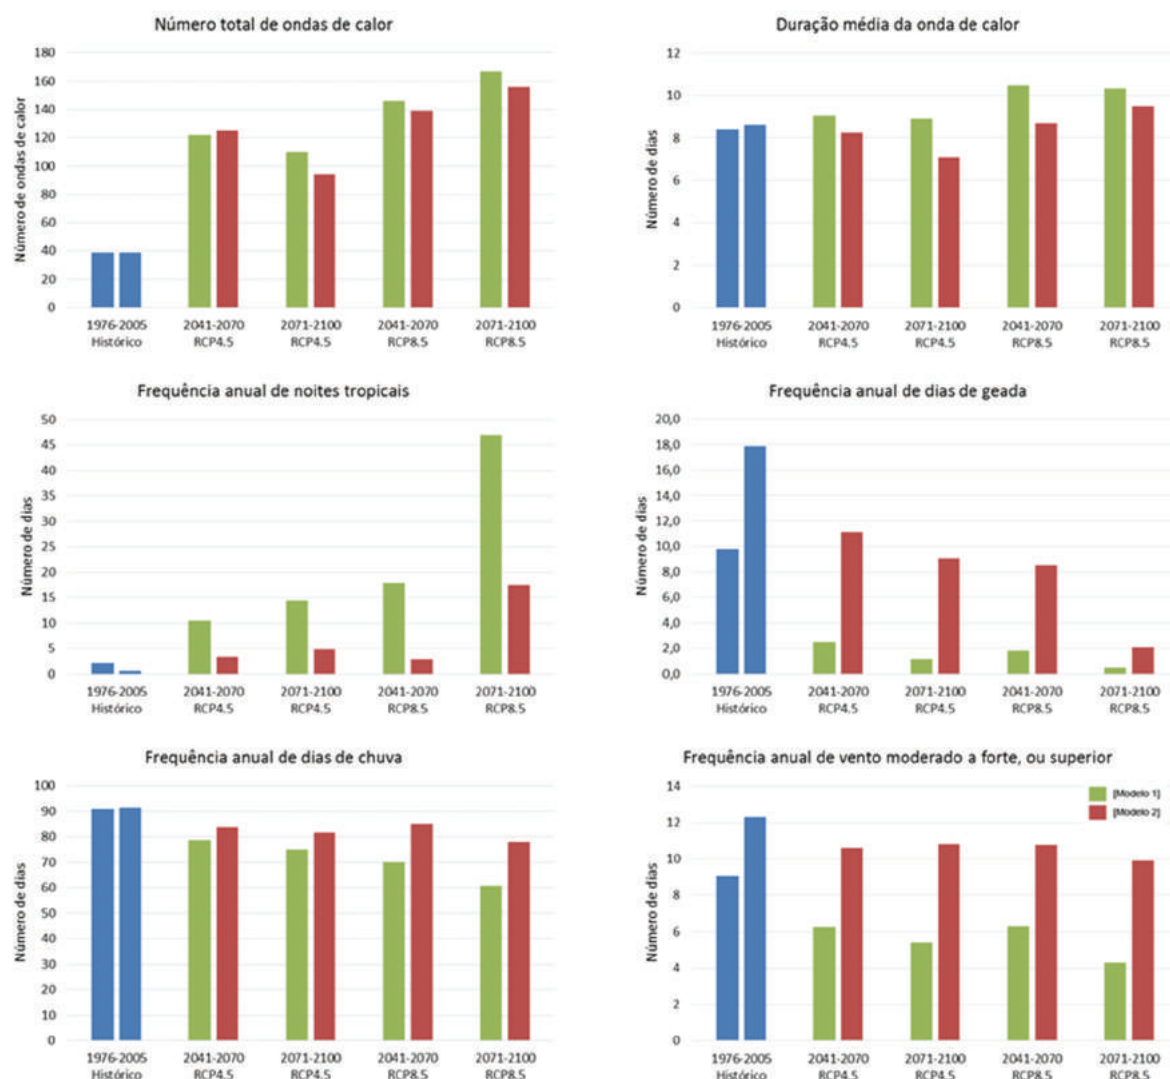 Número total de ondas de calor
Número de ondas de calor
180
160
140
120
100
80
60
40
20
0
1976-2005 2041-2070 2071-2100 2041-2070 2071-2100
Histórico RCP4.5 RCP4.5 RCP8.5 RCP8.5
Duração média da onda de calor
Número de dias
12
10
8
6
4
2
0
1976-2005 2041-2070 2071-2100 2041-2070 2071-2100
Histórico RCP4.5 RCP4.5 RCP8.5 RCP8.5
Frequência anual de noites tropicais
Número de dias
50
45
40
35
30
25
20
15
10
5
0
1976-2005 2041-2070 2071-2100 2041-2070 2071-2100
Histórico RCP4.5 RCP4.5 RCP8.5 RCP8.5
Frequência anual de dias de geada
Número de dias
20,0
18,0
16,0
14,0
12,0
10,0
8,0
6,0
4,0
2,0
0,0
1976-2005 2041-2070 2071-2100 2041-2070 2071-2100
Histórico RCP4.5 RCP4.5 RCP8.5 RCP8.5
Frequência anual de dias de chuva
Número de dias
100
90
80
70
60
50
40
30
20
10
0
1976-2005 2041-2070 2071-2100 2041-2070 2071-2100
Histórico RCP4.5 RCP4.5 RCP8.5 RCP8.5
Frequência anual de vento moderado a forte, ou superior
[Modelo 1]
[Modelo 2]
Número de dias
14
12
10
8
6
4
2
0
1976-2005 2041-2070 2071-2100 2041-2070 2071-2100
Histórico RCP4.5 RCP4.5 RCP8.5 RCP8.5